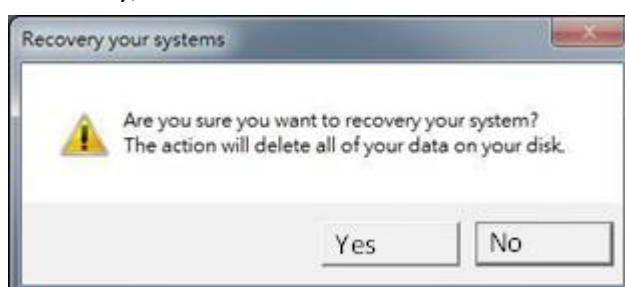 Recovery your systems
Are you sure you want to recovery your system?
The action will delete all of your data on your disk.
Yes No